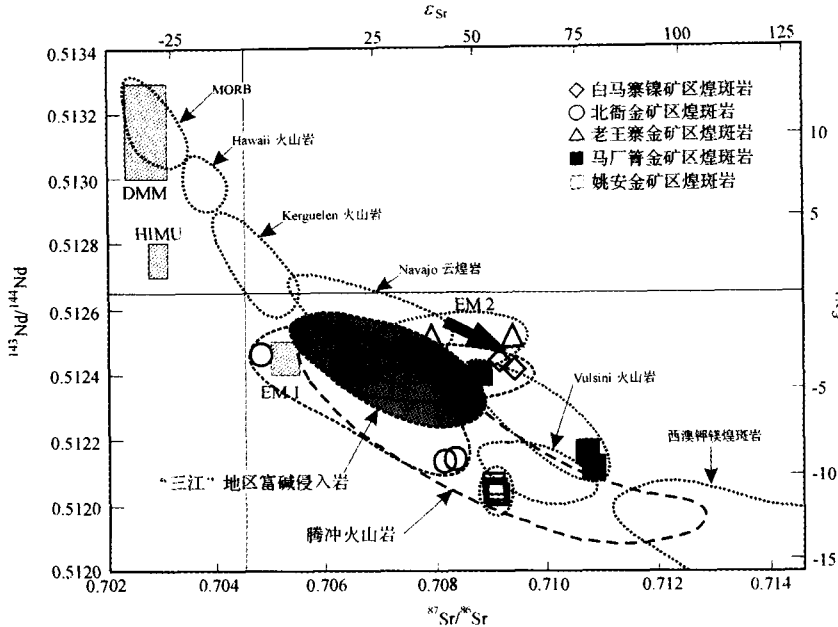 εSr
-25
25
50
75
100
125
0.5134
0.5132
0.5130
0.5128
0.5126
0.5124
0.5122
0.5120
0.5120
10
5
-5
-10
-15
MORB
Hawaii 火山岩
DMM
HIMU
Kerguelen 火山岩
Navajo 云煌岩
EM 2
EM 1
Vulsini 火山岩
西澳钾镁煌斑岩
“三江”地区富碱侵入岩
腾冲火山岩
白马寨镍矿区煌斑岩
北衙金矿区煌斑岩
老王寨金矿区煌斑岩
马厂箐金矿区煌斑岩
姚安金矿区煌斑岩
¹⁴³Nd/¹⁴⁴Nd
0.702
0.704
0.706
0.708
0.710
0.712
0.714
⁸⁷Sr/⁸⁶Sr